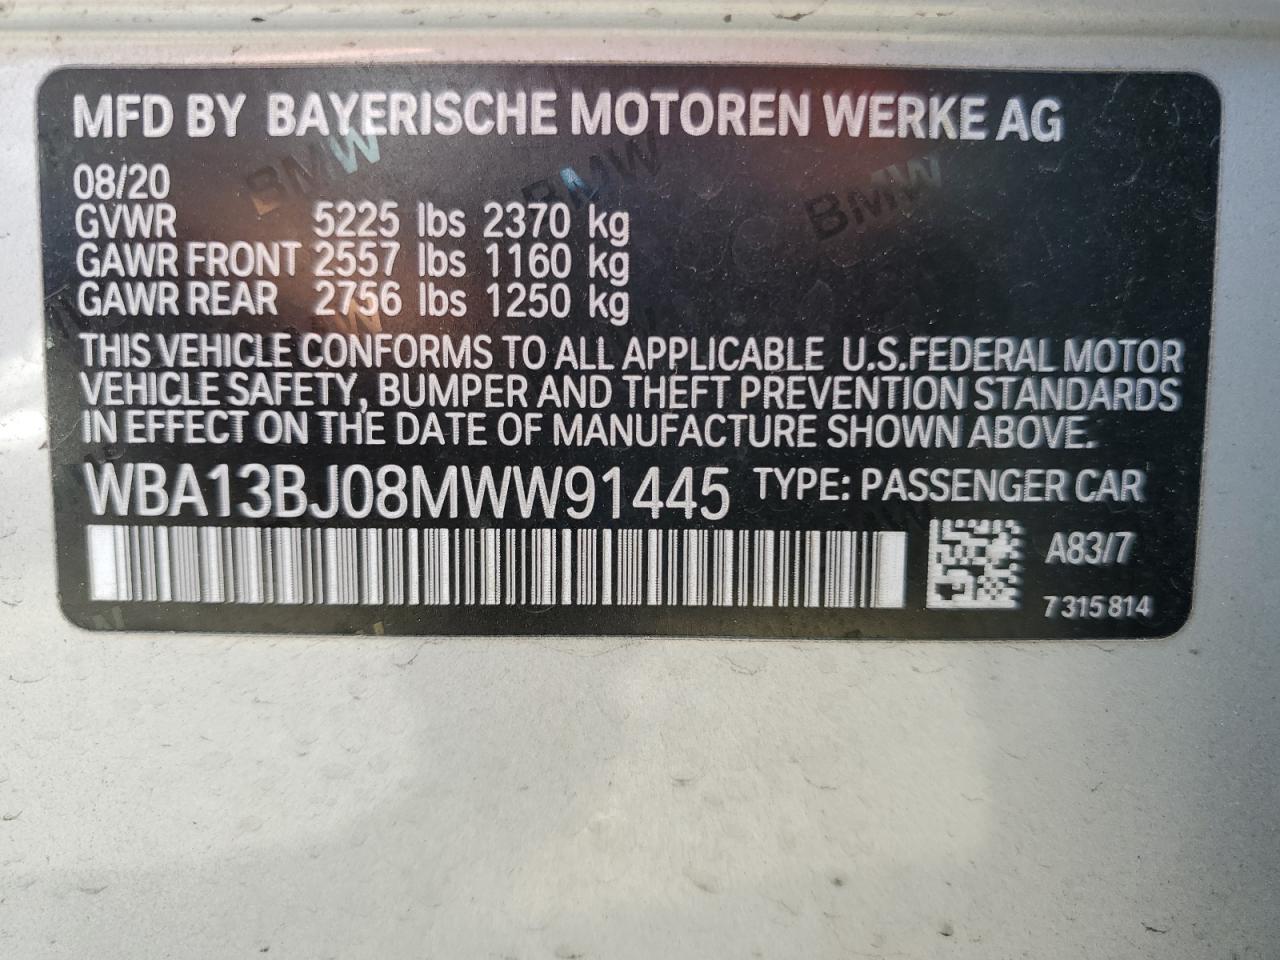 MFD BY BAYERISCHE MOTOREN WERKE AG
08/20
GVWR 5225 lbs 2370 kg
GAWR FRONT 2557 lbs 1160 kg
GAWR REAR 2756 lbs 1250 kg
THIS VEHICLE CONFORMS TO ALL APPLICABLE U.S.FEDERAL MOTOR
VEHICLE SAFETY, BUMPER AND THEFT PREVENTION STANDARDS
IN EFFECT ON THE DATE OF MANUFACTURE SHOWN ABOVE.
WBA13BJ08MWW91445 TYPE: PASSENGER CAR
A83/7
7 315 814
BMW
BMW
BMW